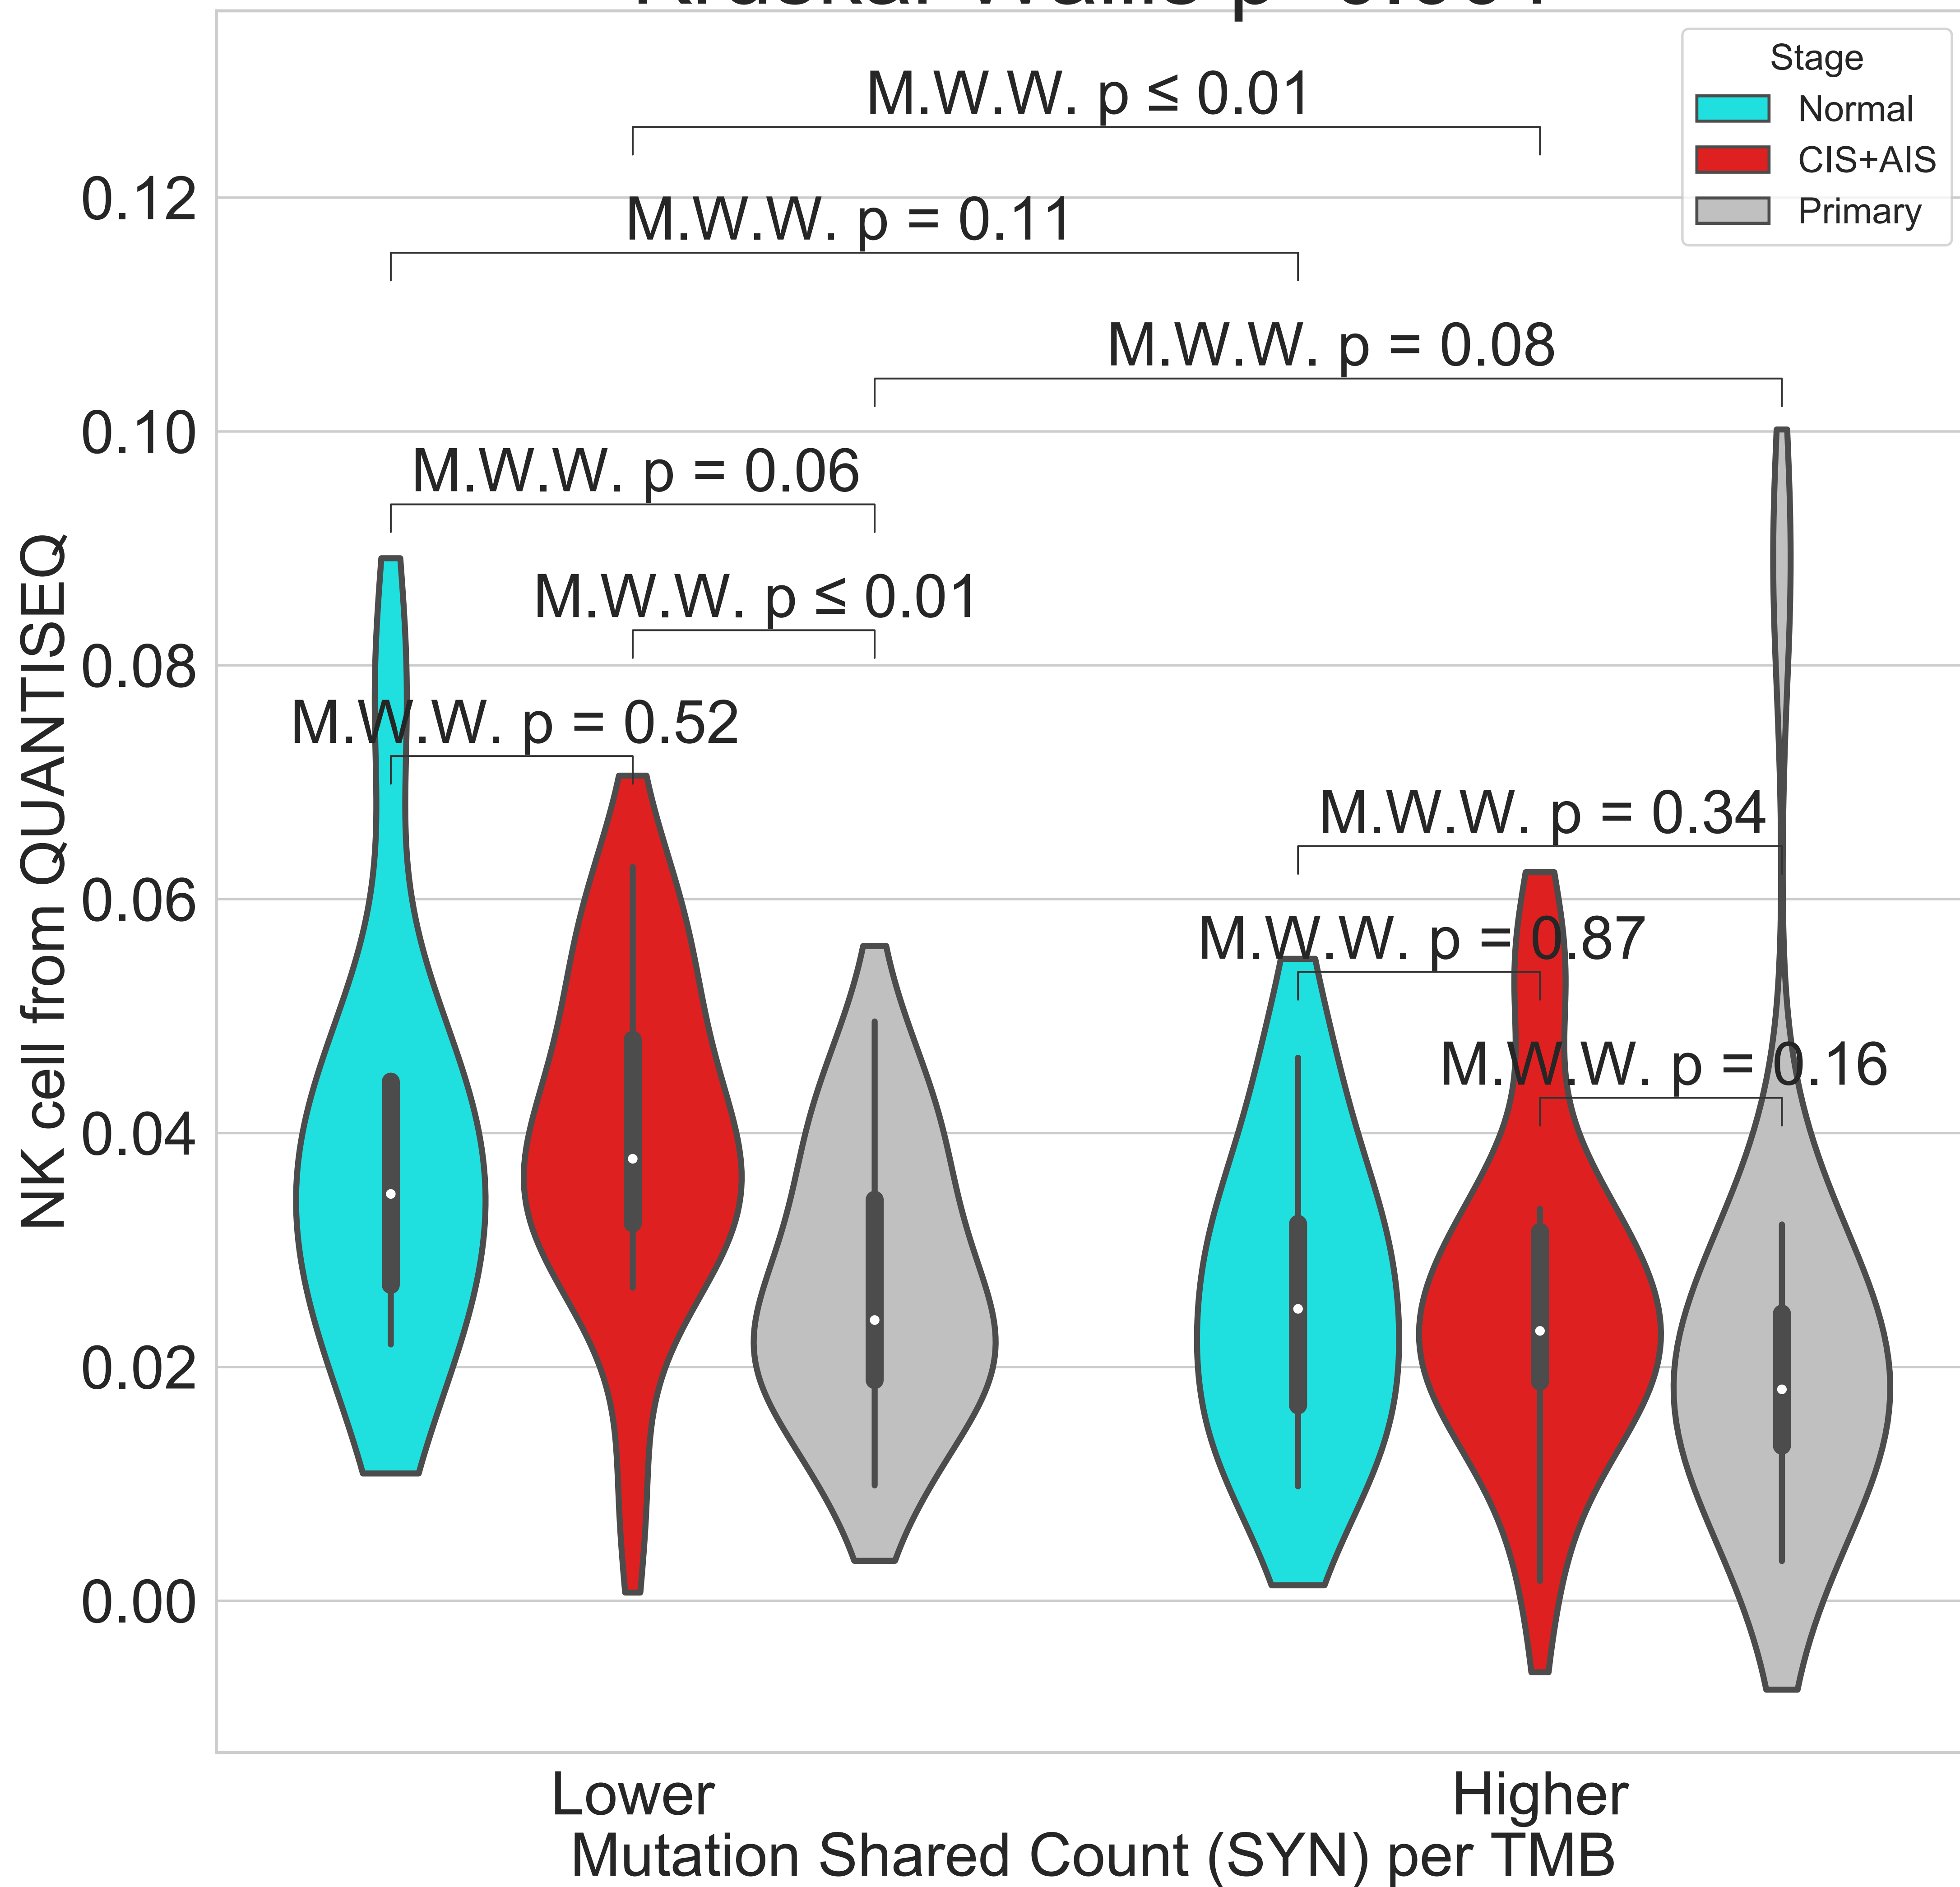 Stage
Normal
CIS+AIS
Primary
M.W.W. p ≤ 0.01
M.W.W. p = 0.11
M.W.W. p = 0.08
M.W.W. p = 0.06
M.W.W. p ≤ 0.01
M.W.W. p = 0.52
M.W.W. p = 0.34
M.W.W. p = 0.87
M.W.W. p = 0.16
NK cell from QUANTISEQ
0.12
0.10
0.08
0.06
0.04
0.02
0.00
Lower
Higher
Mutation Shared Count (SYN) per TMB